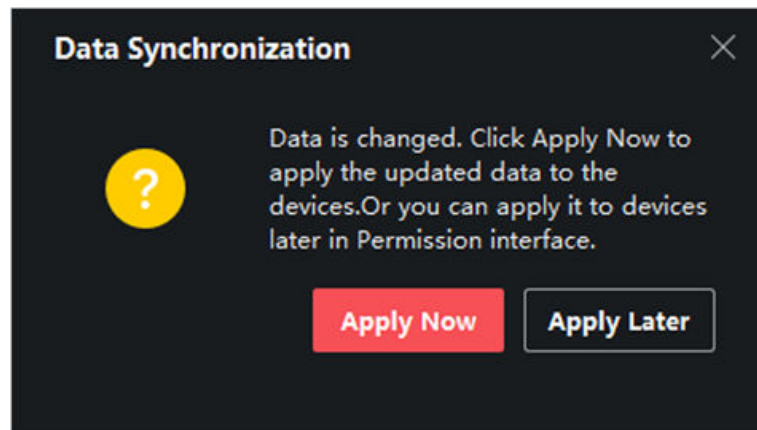 Data Synchronization
Data is changed. Click Apply Now to
apply the updated data to the
devices.Or you can apply it to devices
later in Permission interface.
Apply Now
Apply Later